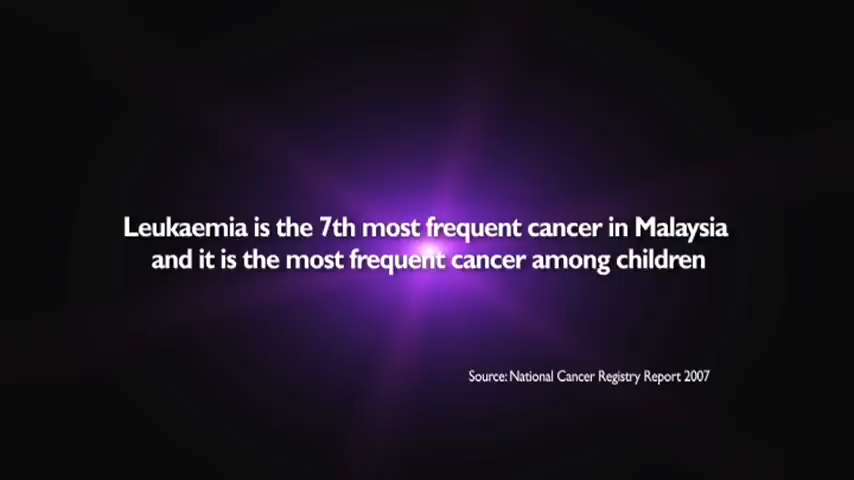 Leukaemia is the 7th most frequent cancer in Malaysia
and it is the most frequent cancer among children
Source: National Cancer Registry Report 2007